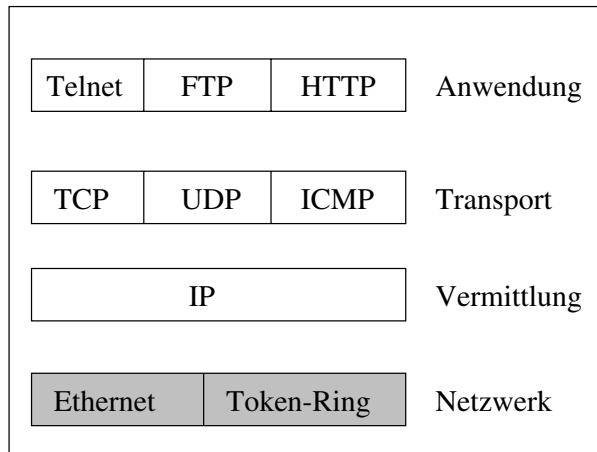 Telnet FTP HTTP Anwendung
TCP UDP ICMP Transport
IP Vermittlung
Ethernet Token-Ring Netzwerk